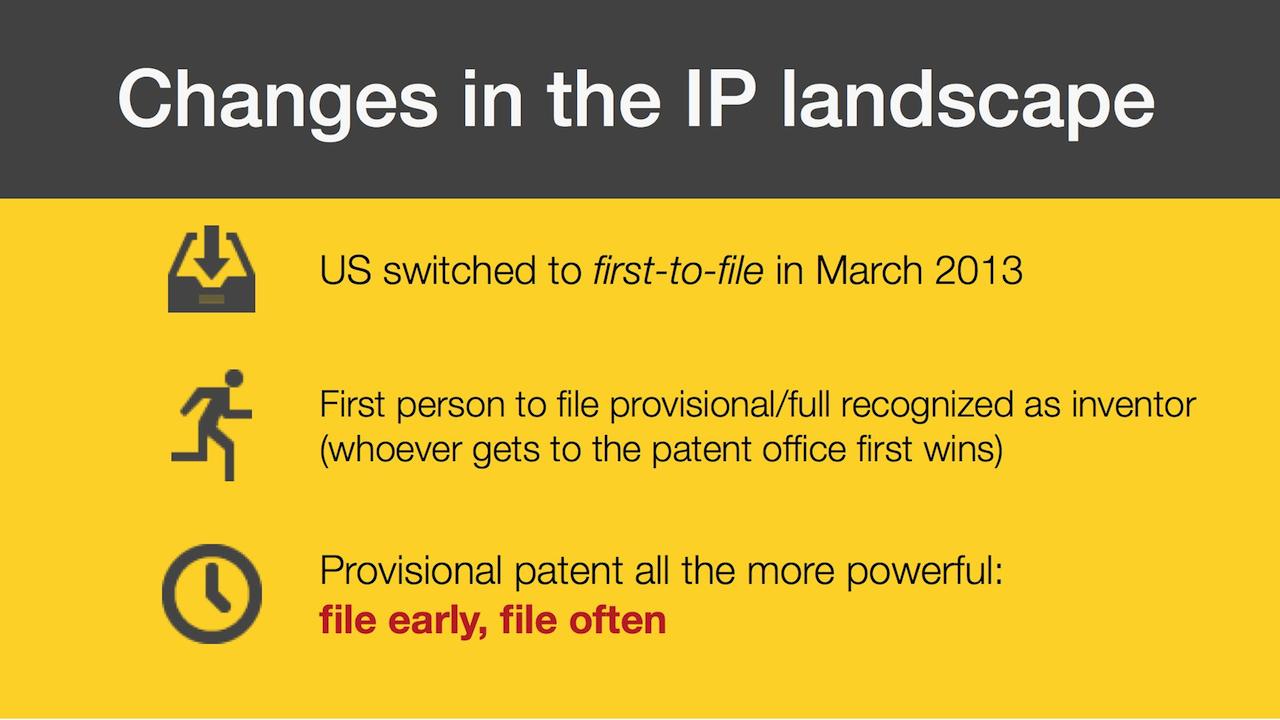 Changes in the IP landscape
US switched to first-to-file in March 2013
First person to file provisional/full recognized as inventor
(whoever gets to the patent office first wins)
Provisional patent all the more powerful:
file early, file often